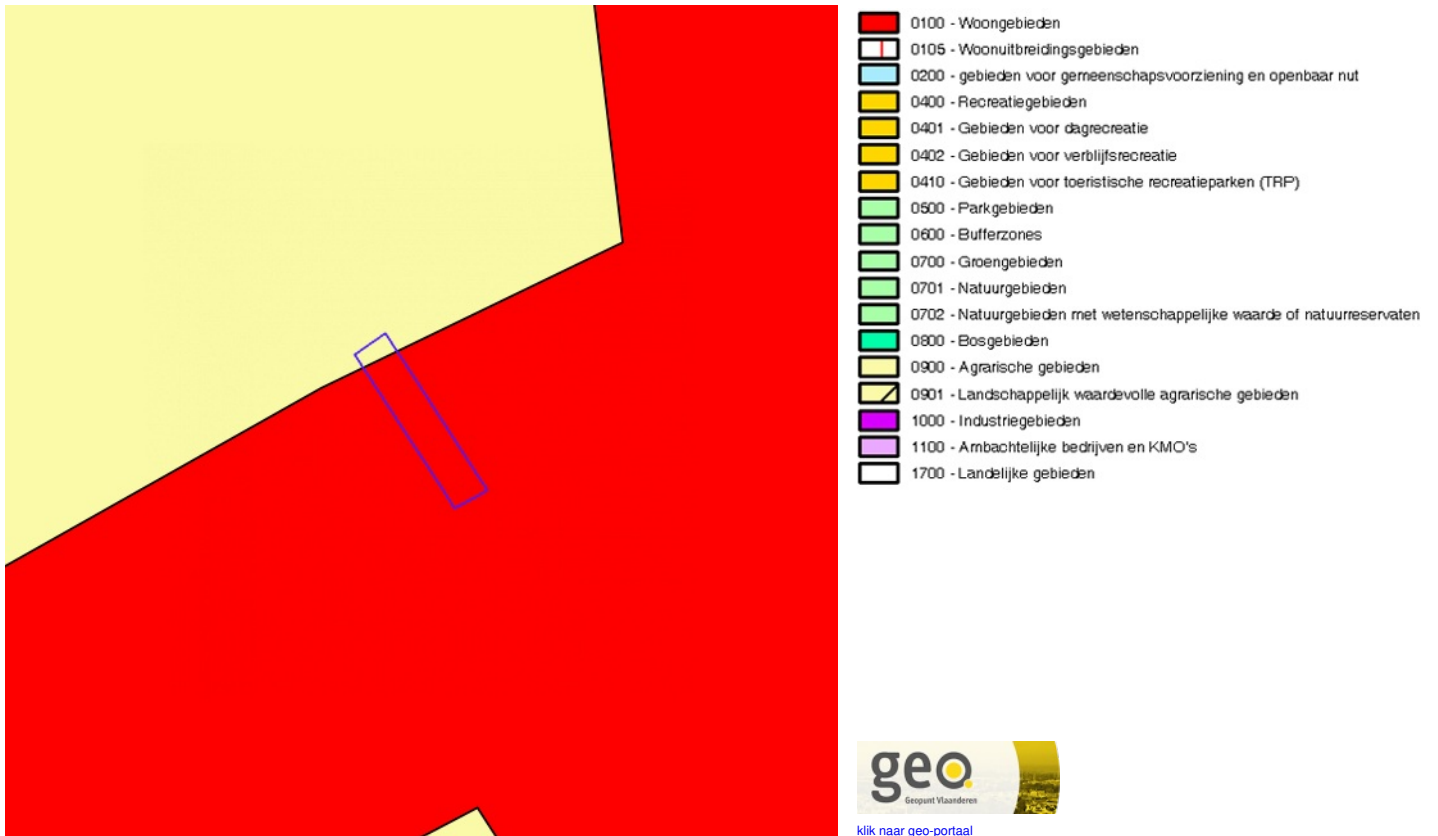 0100 - Woongebieden
0105 - Woonuitbreidingsgebieden
0200 - gebieden voor gemeenschapsvoorziening en openbaar nut
0400 - Recreatiegebieden
0401 - Gebieden voor dagrecreatie
0402 - Gebieden voor verblijfsrecreatie
0410 - Gebieden voor toeristische recreatieparken (TRP)
0500 - Parkgebieden
0600 - Bufferzones
0700 - Groengebieden
0701 - Natuurgebieden
0702 - Natuurgebieden met wetenschappelijke waarde of natuurreservaten
0800 - Bosgebieden
0900 - Agrarische gebieden
0901 - Landschappelijk waardevolle agrarische gebieden
1000 - Industriegebieden
1100 - Ambachtelijke bedrijven en KMO's
1700 - Landelijke gebieden
geo.
Geopunt Vlaanderen
klik naar geo-portaal